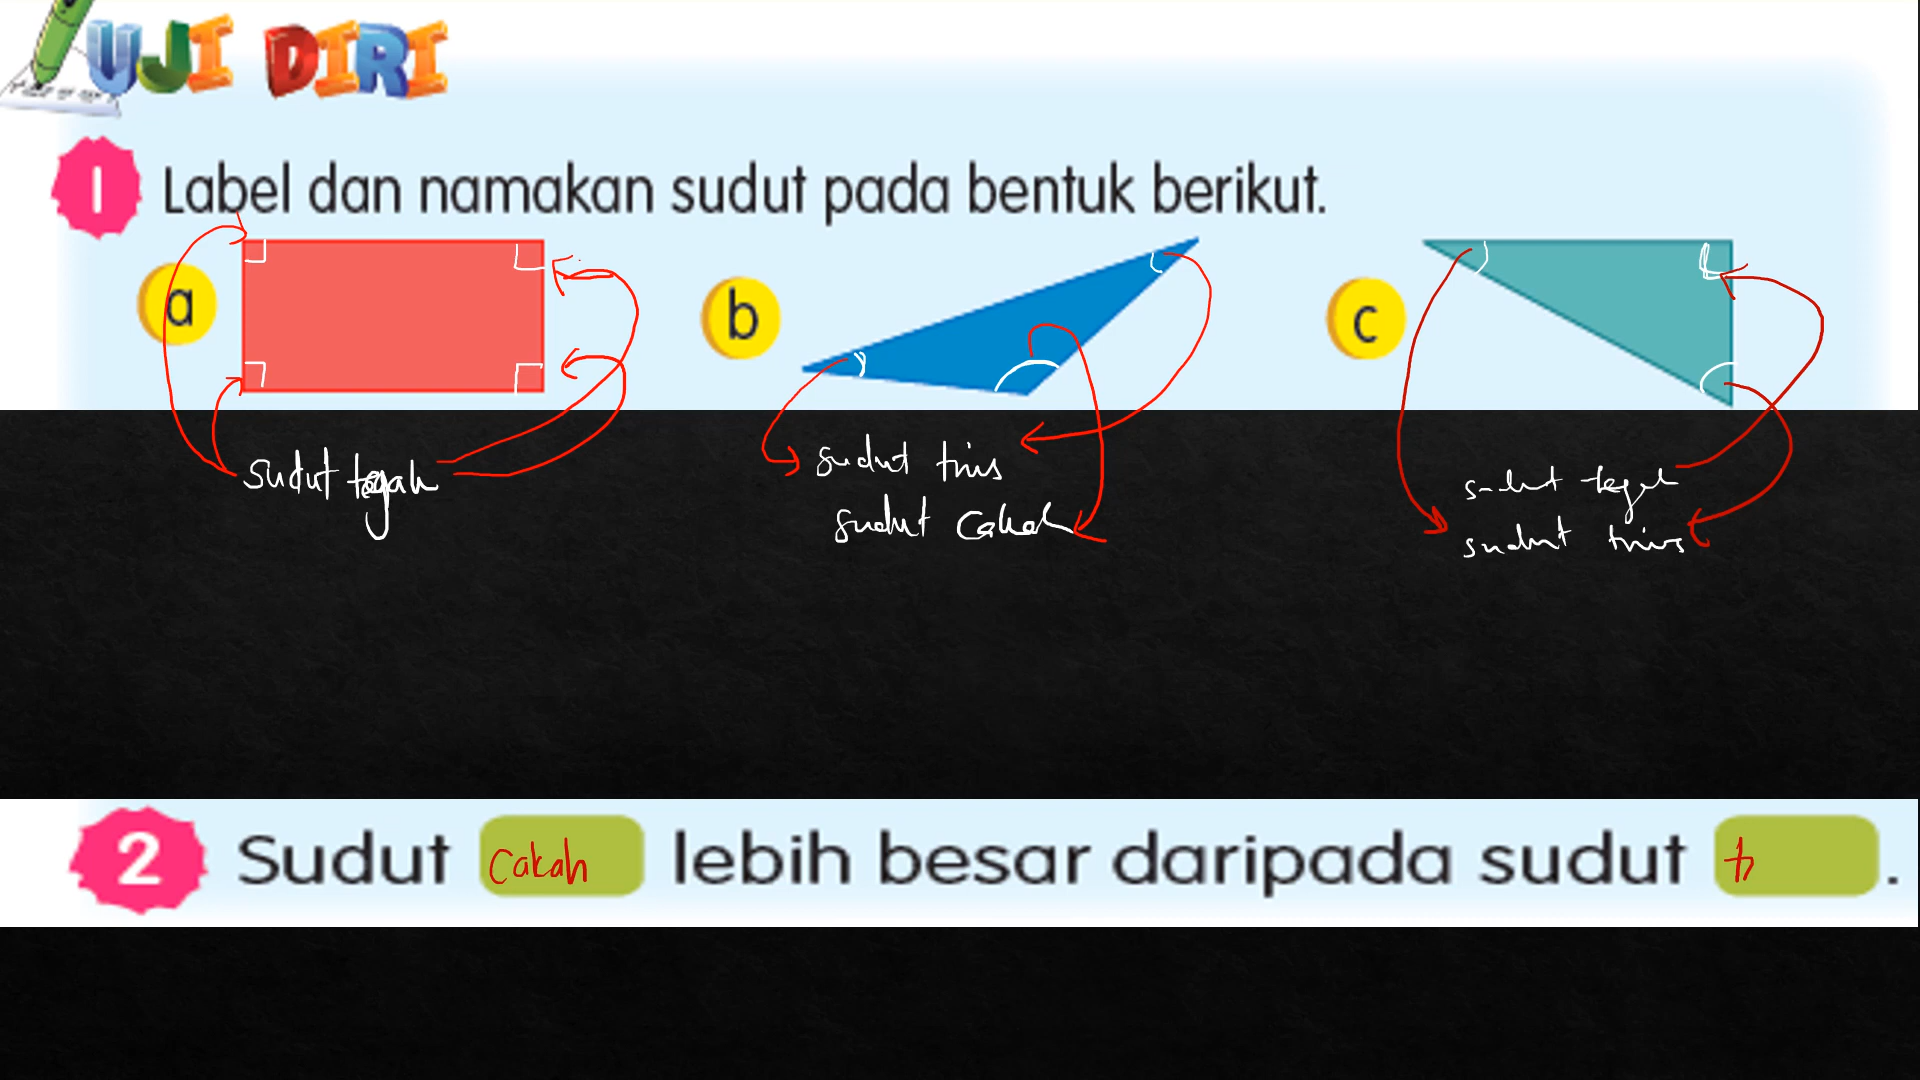 UJI DIRI
1 Label dan namakan sudut pada bentuk berikut.
a
b
c
sudut tegak
sudut tirus
sudut cakah
sudut tegak
sudut tirus
2 Sudut Cakah lebih besar daripada sudut t .